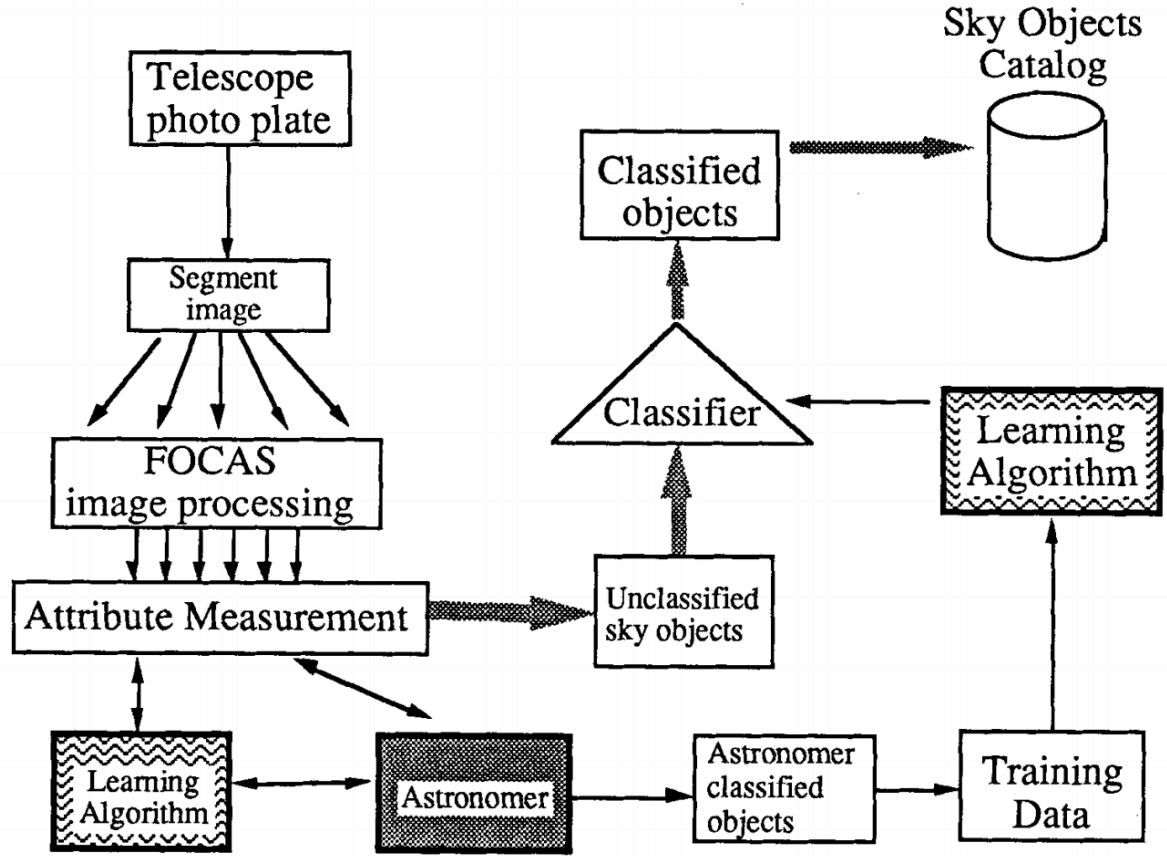 Sky Objects
Catalog
Telescope
photo plate
Classified
objects
Segment
image
Classifier
Learning
Algorithm
FOCAS
image processing
Attribute Measurement
Unclassified
sky objects
Learning
Algorithm
Astronomer
Astronomer
classified
objects
Training
Data